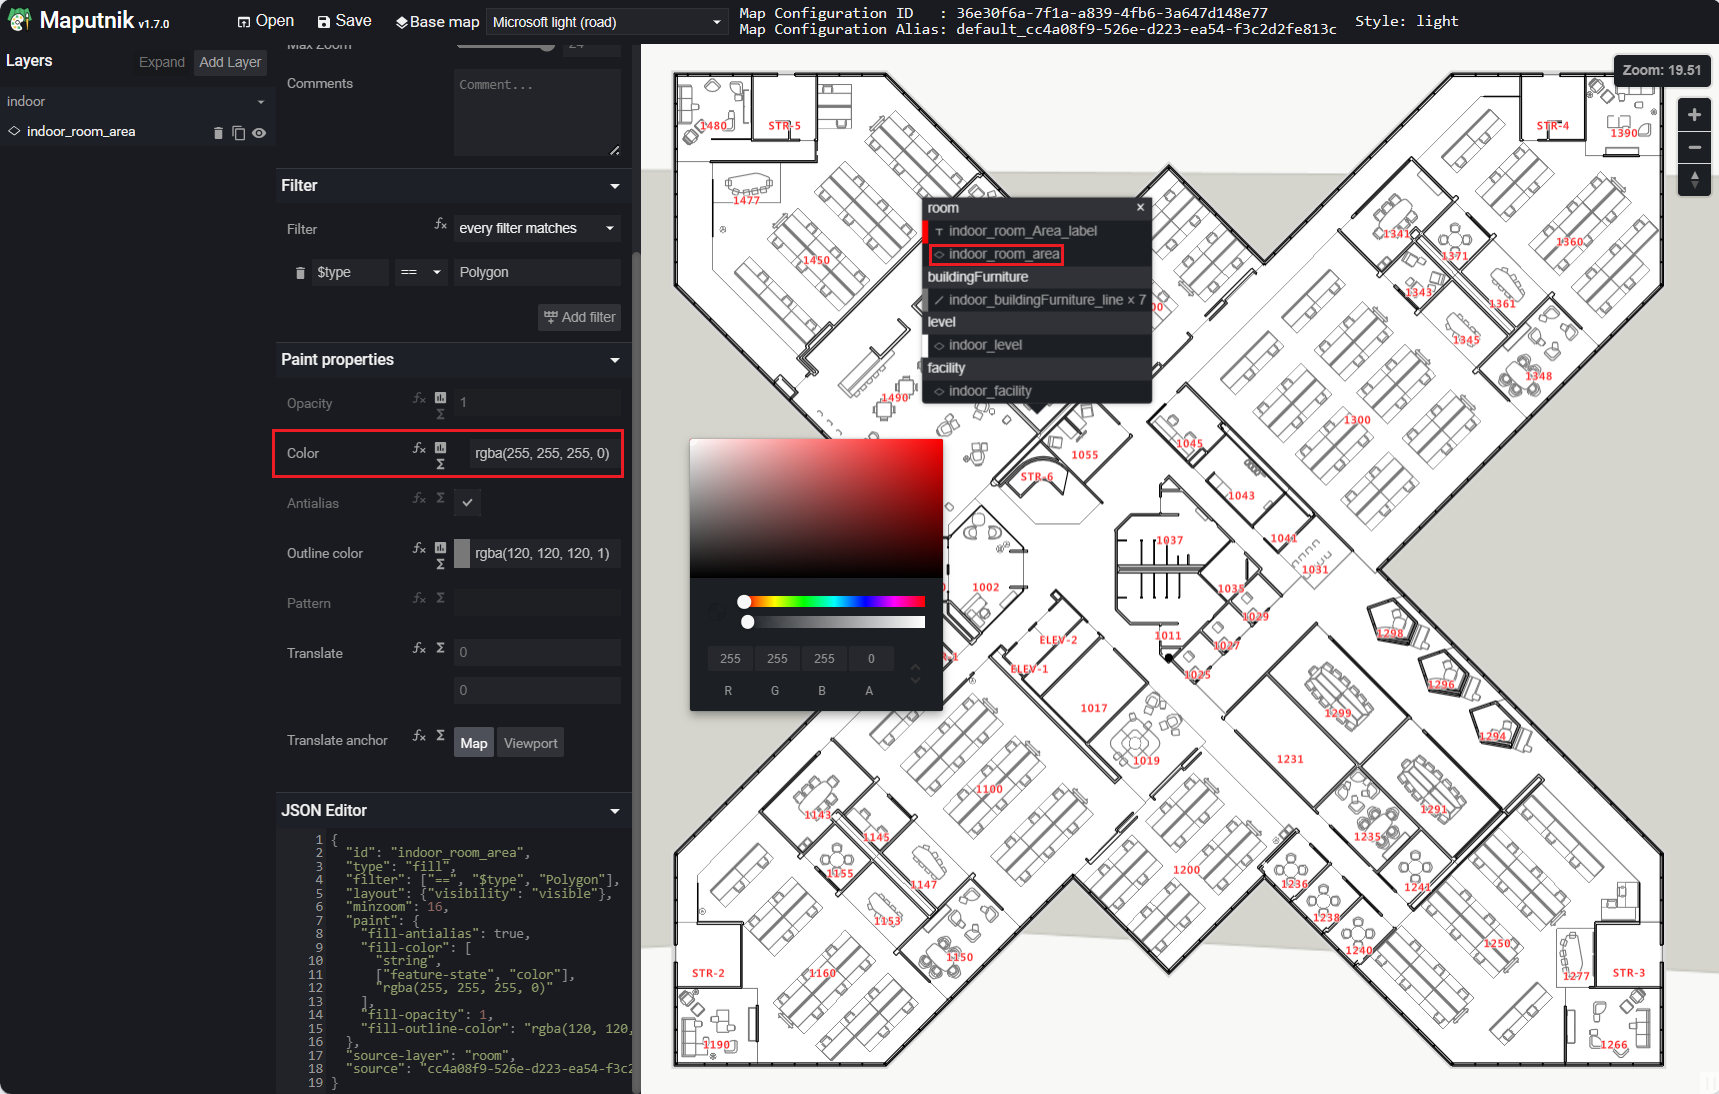 Maputnik v1.7.0
Open
Save
Base map
Microsoft light (road)
Map Configuration ID   : 36e30f6a-7f1a-a839-4fb6-3a647d148e77
Map Configuration Alias: default_cc4a08f9-526e-d223-ea54-f3c2d2fe813c
Style: light
Layers
Expand
Add Layer
indoor
indoor_room_area
Max Zoom
24
Comments
Comment...
Filter
Filter
every filter matches
$type
==
Polygon
Add filter
Paint properties
Opacity
1
Color
rgba(255, 255, 255, 0)
Antialias
Outline color
rgba(120, 120, 120, 1)
Pattern
Translate
0
0
Translate anchor
Map
Viewport
JSON Editor
1 {
2 "id": "indoor_room_area",
3 "type": "fill",
4 "filter": ["==", "$type", "Polygon"],
5 "layout": {"visibility": "visible"},
6 "minzoom": 16,
7 "paint": {
8 "fill-antialias": true,
9 "fill-color": [
10 "string",
11 ["feature-state", "color"],
12 "rgba(255, 255, 255, 0)"
13 ],
14 "fill-opacity": 1,
15 "fill-outline-color": "rgba(120, 120,
16 },
17 "source-layer": "room",
18 "source": "cc4a08f9-526e-d223-ea54-f3c2
19 }
Zoom: 19.51
room
indoor_room_Area_label
indoor_room_area
buildingFurniture
indoor_buildingFurniture_line × 7
level
indoor_level
facility
indoor_facility
255
255
255
0
R
G
B
A
1480
STR-5
STR-4
1390
1477
1450
1341
1371
1360
1343
1361
1345
1348
1490
1300
1045
1055
STR-6
1043
1037
1041
1031
1002
1035
1029
1011
1027
1025
1298
ELEV-2
ELEV-1
1296
1017
1299
1294
1019
1231
1100
1143
1145
1291
1235
1155
1147
1200
1236
1241
1153
1238
1150
1240
1250
STR-2
1160
1277
STR-3
1190
1266